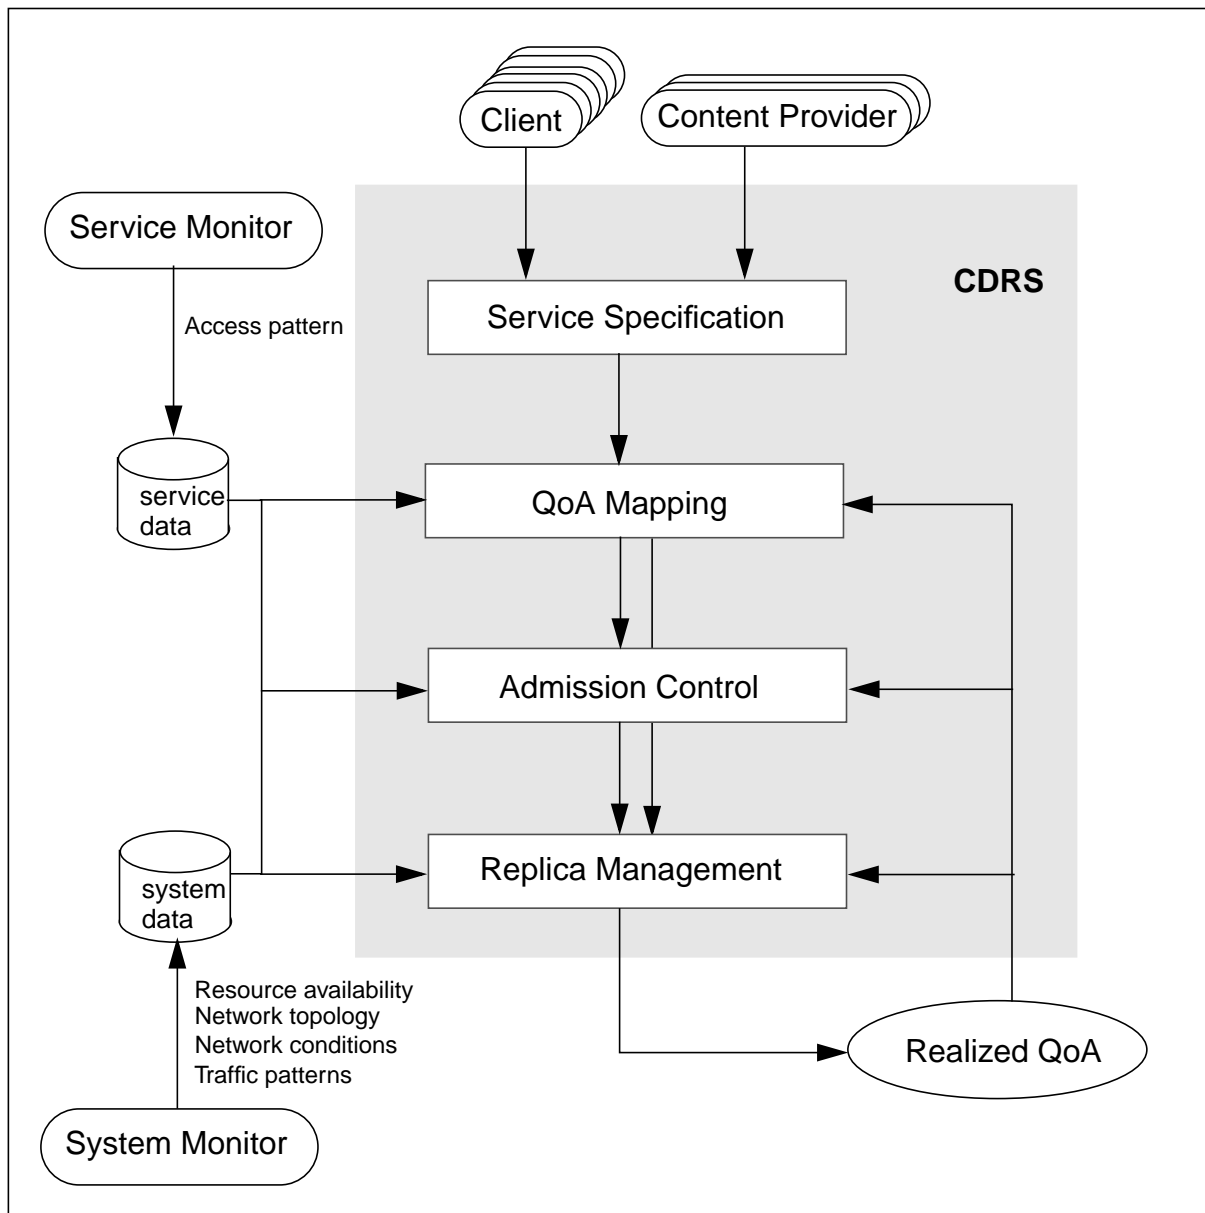 Client
Content Provider
Service Monitor
CDRS
Service Specification
Access pattern
service
data
QoA Mapping
Admission Control
Replica Management
system
data
Resource availability
Network topology
Network conditions
Traffic patterns
Realized QoA
System Monitor